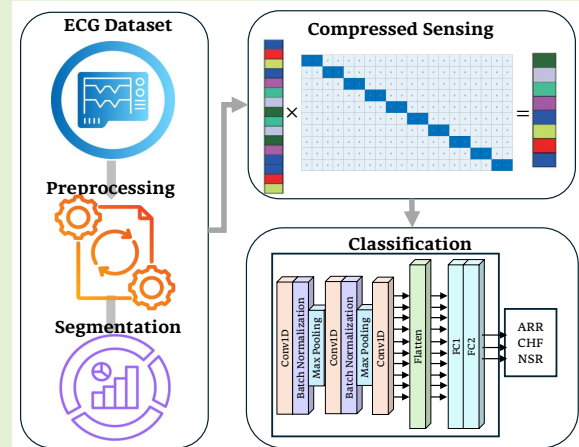 ECG Dataset
Preprocessing
Segmentation
Compressed Sensing
×
=
Classification
Conv1D
Batch Normalization
Max Pooling
Conv1D
Batch Normalization
Max Pooling
Conv1D
Flatten
FC1
FC2
ARR
CHF
NSR